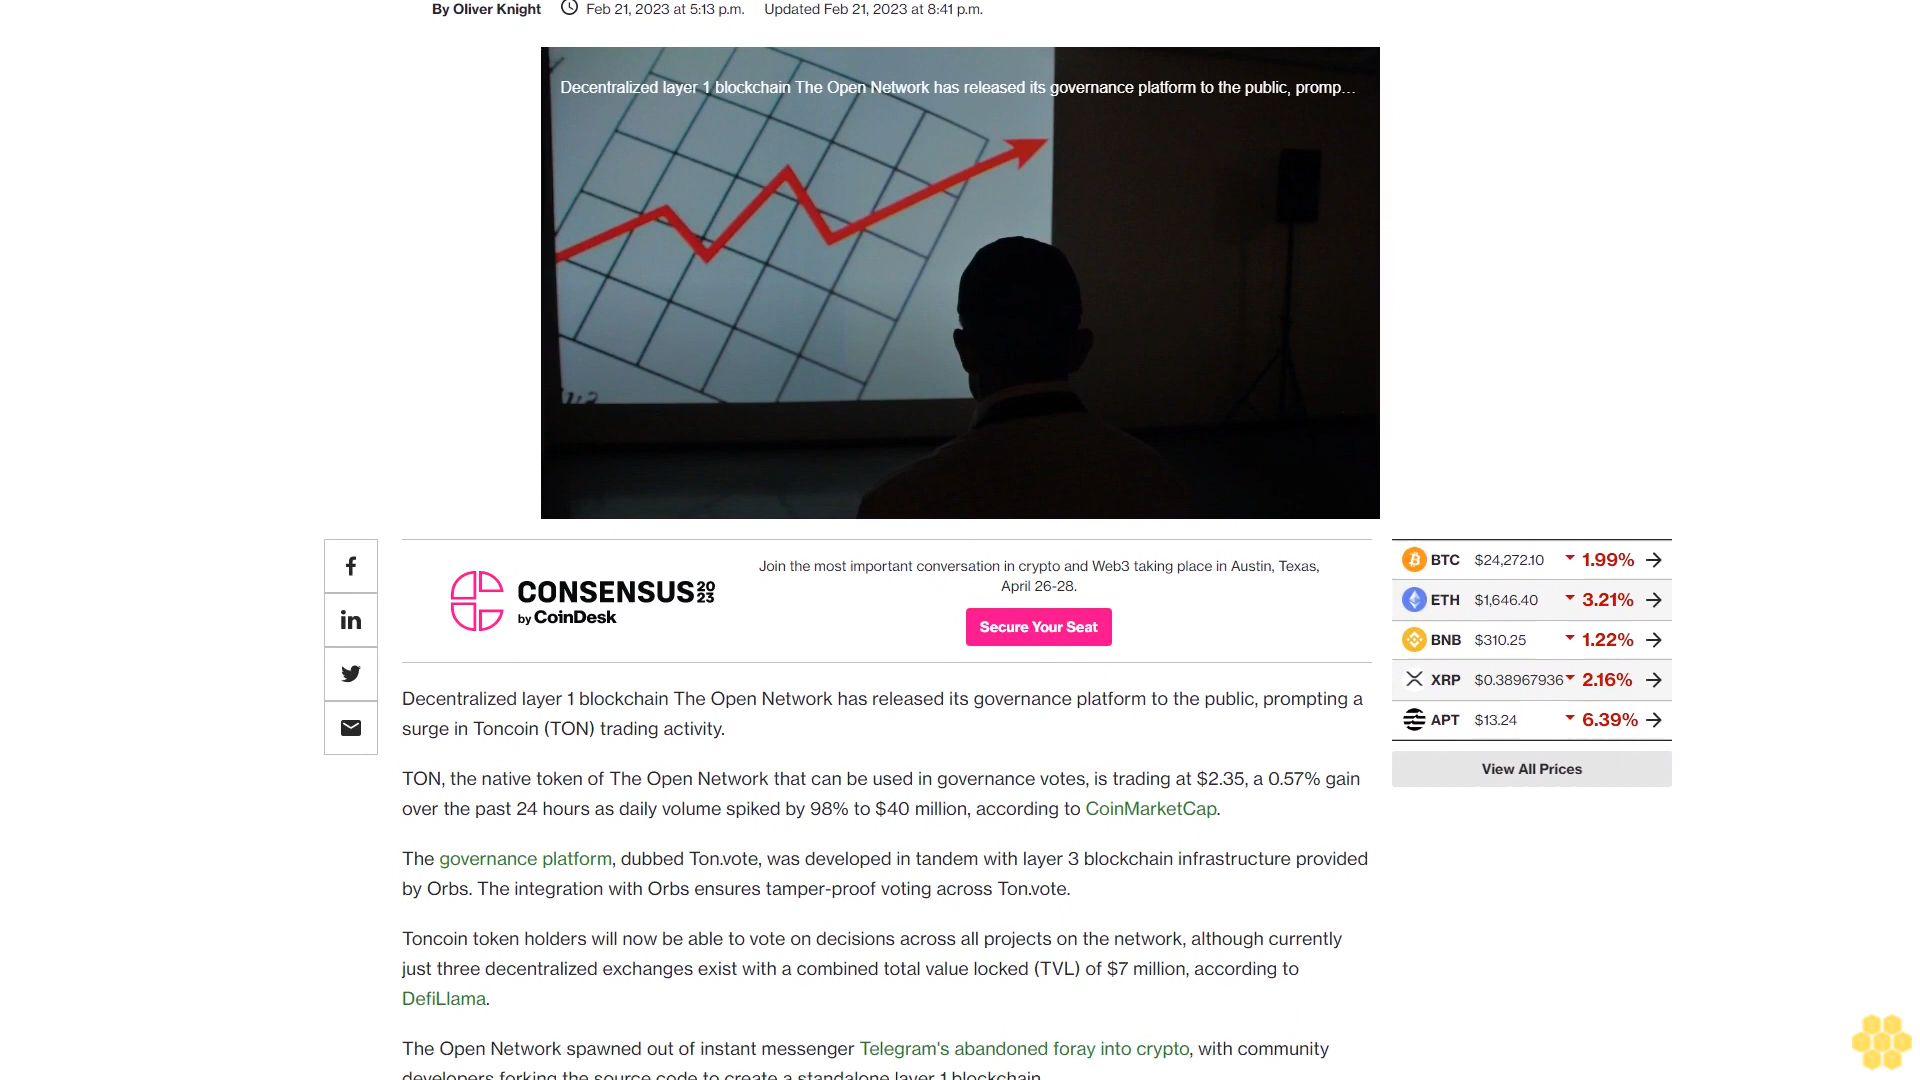 By Oliver Knight Feb 21, 2023 at 5:13 p.m. Updated Feb 21, 2023 at 8:41 p.m.
Decentralized layer 1 blockchain The Open Network has released its governance platform to the public, promp...
CONSENSUS 2023
by CoinDesk
Join the most important conversation in crypto and Web3 taking place in Austin, Texas,
April 26-28.
Secure Your Seat
BTC $24,272.10 1.99%
ETH $1,646.40 3.21%
BNB $310.25 1.22%
XRP $0.38967936 2.16%
APT $13.24 6.39%
View All Prices
Decentralized layer 1 blockchain The Open Network has released its governance platform to the public, prompting a
surge in Toncoin (TON) trading activity.
TON, the native token of The Open Network that can be used in governance votes, is trading at $2.35, a 0.57% gain
over the past 24 hours as daily volume spiked by 98% to $40 million, according to CoinMarketCap.
The governance platform, dubbed Ton.vote, was developed in tandem with layer 3 blockchain infrastructure provided
by Orbs. The integration with Orbs ensures tamper-proof voting across Ton.vote.
Toncoin token holders will now be able to vote on decisions across all projects on the network, although currently
just three decentralized exchanges exist with a combined total value locked (TVL) of $7 million, according to
DefiLlama.
The Open Network spawned out of instant messenger Telegram's abandoned foray into crypto, with community
developers forking the source code to create a standalone layer 1 blockchain.